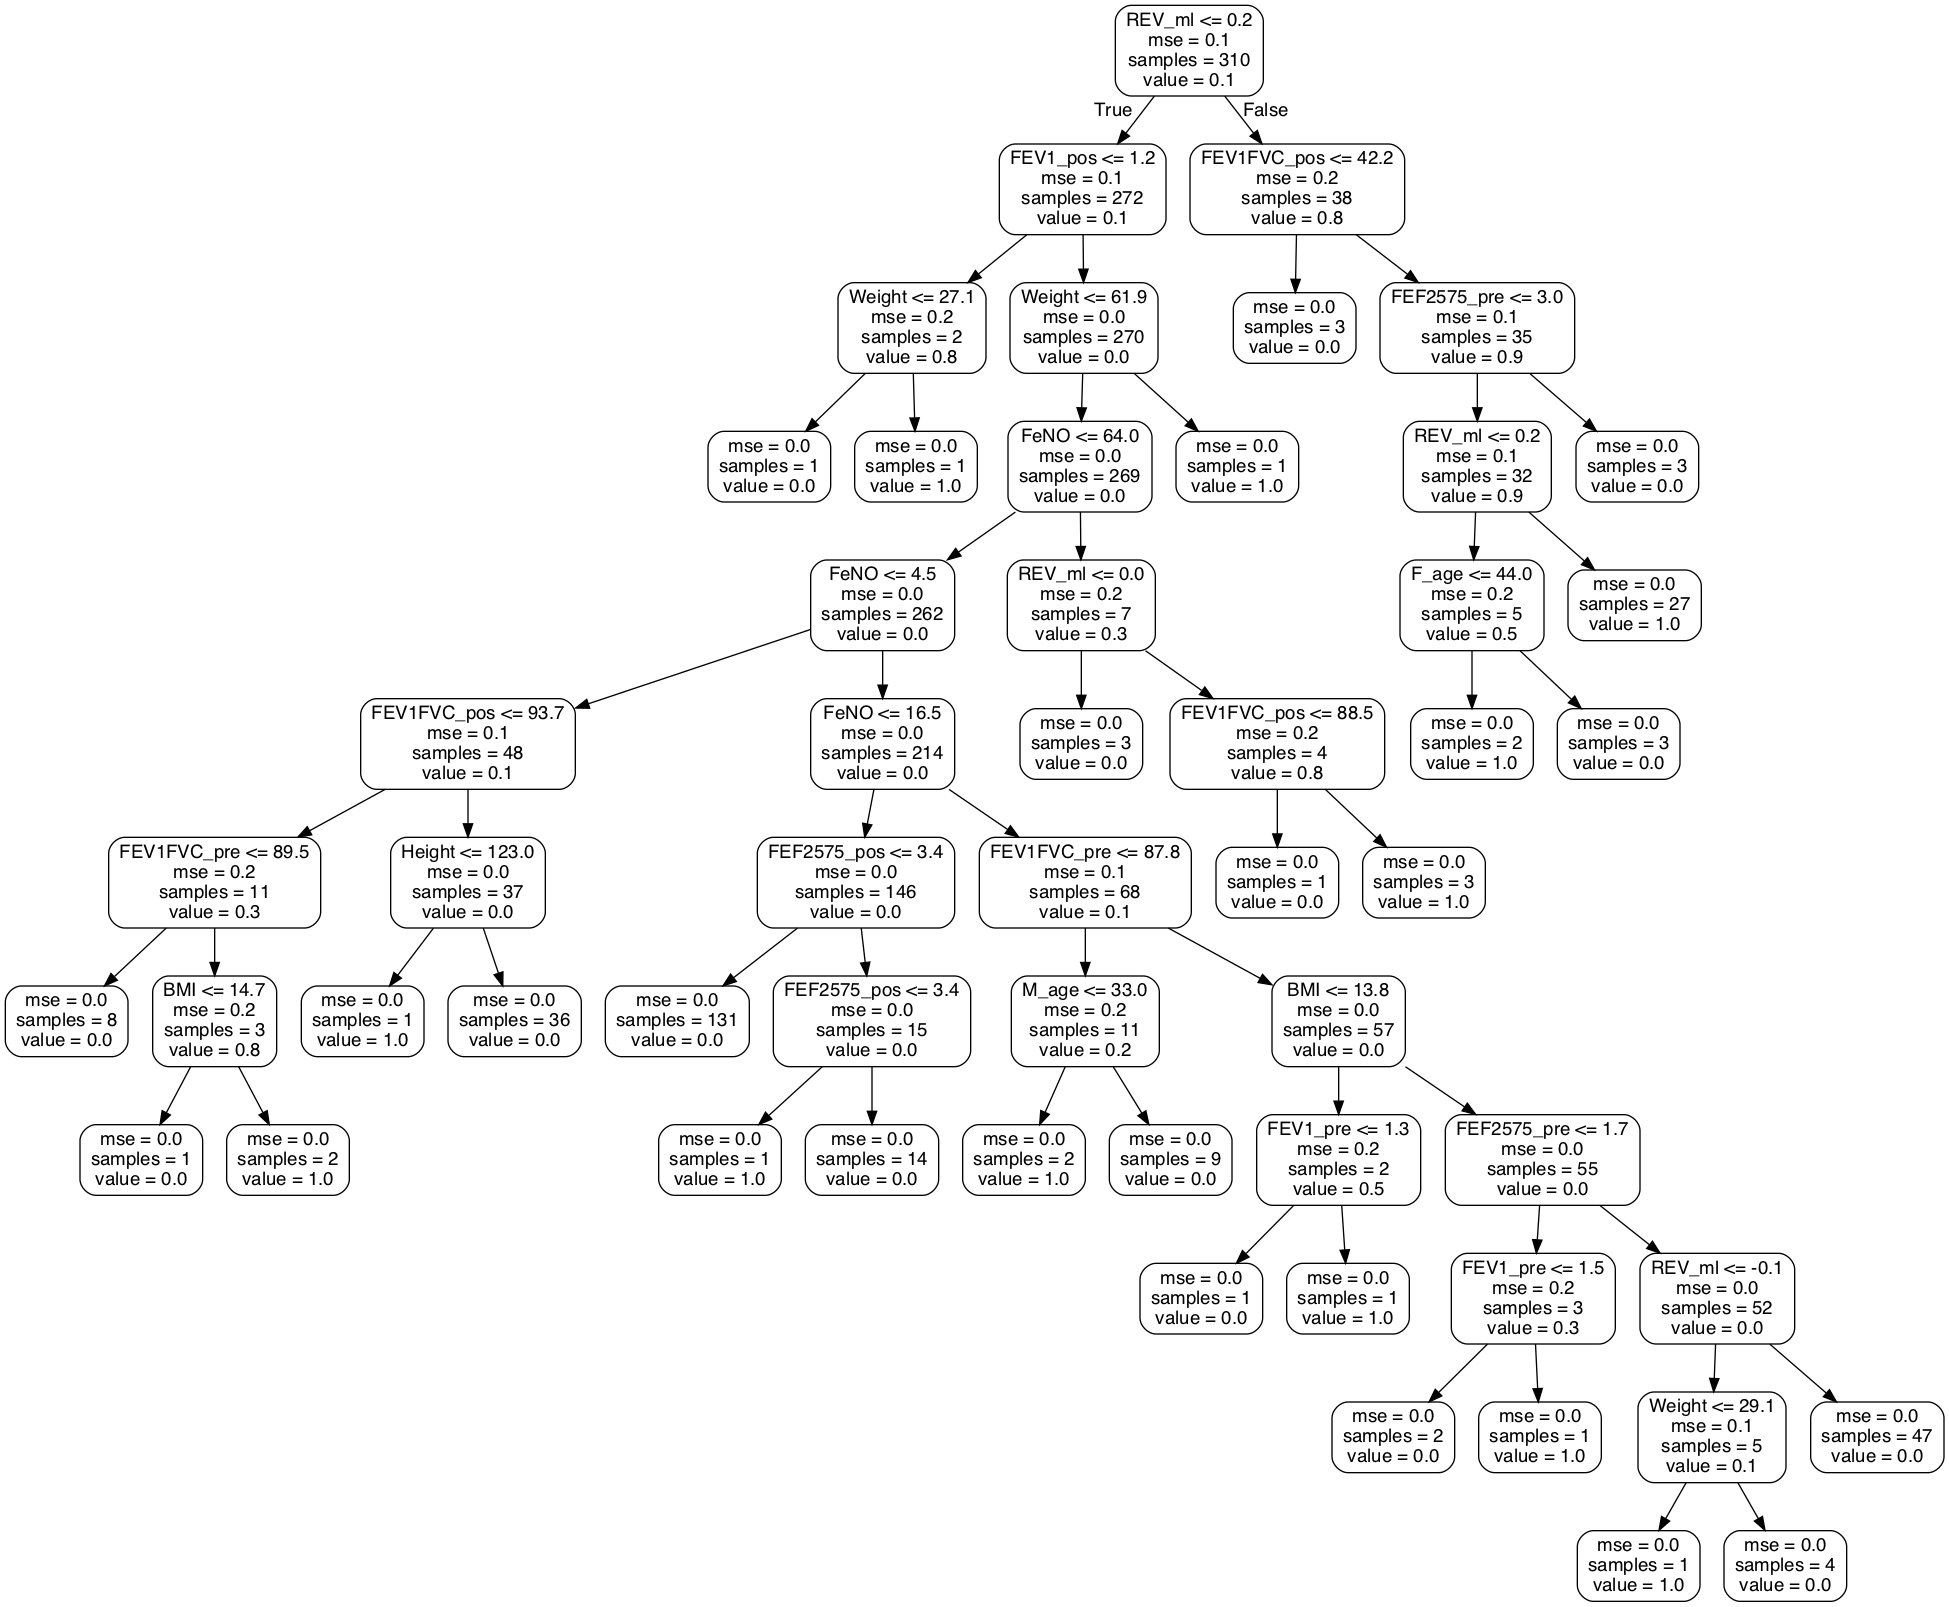 REV_ml <= 0.2
mse = 0.1
samples = 310
value = 0.1
True
False
FEV1_pos <= 1.2
mse = 0.1
samples = 272
value = 0.1
FEV1FVC_pos <= 42.2
mse = 0.2
samples = 38
value = 0.8
Weight <= 27.1
mse = 0.2
samples = 2
value = 0.8
Weight <= 61.9
mse = 0.0
samples = 270
value = 0.0
mse = 0.0
samples = 3
value = 0.0
FEF2575_pre <= 3.0
mse = 0.1
samples = 35
value = 0.9
mse = 0.0
samples = 1
value = 0.0
mse = 0.0
samples = 1
value = 1.0
FeNO <= 64.0
mse = 0.0
samples = 269
value = 0.0
mse = 0.0
samples = 1
value = 1.0
REV_ml <= 0.2
mse = 0.1
samples = 32
value = 0.9
mse = 0.0
samples = 3
value = 0.0
FeNO <= 4.5
mse = 0.0
samples = 262
value = 0.0
REV_ml <= 0.0
mse = 0.2
samples = 7
value = 0.3
F_age <= 44.0
mse = 0.2
samples = 5
value = 0.5
mse = 0.0
samples = 27
value = 1.0
FEV1FVC_pos <= 93.7
mse = 0.1
samples = 48
value = 0.1
FeNO <= 16.5
mse = 0.0
samples = 214
value = 0.0
mse = 0.0
samples = 3
value = 0.0
FEV1FVC_pos <= 88.5
mse = 0.2
samples = 4
value = 0.8
mse = 0.0
samples = 2
value = 1.0
mse = 0.0
samples = 3
value = 0.0
FEV1FVC_pre <= 89.5
mse = 0.2
samples = 11
value = 0.3
Height <= 123.0
mse = 0.0
samples = 37
value = 0.0
FEF2575_pos <= 3.4
mse = 0.0
samples = 146
value = 0.0
FEV1FVC_pre <= 87.8
mse = 0.1
samples = 68
value = 0.1
mse = 0.0
samples = 1
value = 0.0
mse = 0.0
samples = 3
value = 1.0
mse = 0.0
samples = 8
value = 0.0
BMI <= 14.7
mse = 0.2
samples = 3
value = 0.8
mse = 0.0
samples = 1
value = 1.0
mse = 0.0
samples = 36
value = 0.0
mse = 0.0
samples = 131
value = 0.0
FEF2575_pos <= 3.4
mse = 0.0
samples = 15
value = 0.0
M_age <= 33.0
mse = 0.2
samples = 11
value = 0.2
BMI <= 13.8
mse = 0.0
samples = 57
value = 0.0
mse = 0.0
samples = 1
value = 0.0
mse = 0.0
samples = 2
value = 1.0
mse = 0.0
samples = 1
value = 1.0
mse = 0.0
samples = 14
value = 0.0
mse = 0.0
samples = 2
value = 1.0
mse = 0.0
samples = 9
value = 0.0
FEV1_pre <= 1.3
mse = 0.2
samples = 2
value = 0.5
FEF2575_pre <= 1.7
mse = 0.0
samples = 55
value = 0.0
mse = 0.0
samples = 1
value = 0.0
mse = 0.0
samples = 1
value = 1.0
FEV1_pre <= 1.5
mse = 0.2
samples = 3
value = 0.3
REV_ml <= -0.1
mse = 0.0
samples = 52
value = 0.0
mse = 0.0
samples = 2
value = 0.0
mse = 0.0
samples = 1
value = 1.0
Weight <= 29.1
mse = 0.1
samples = 5
value = 0.1
mse = 0.0
samples = 47
value = 0.0
mse = 0.0
samples = 1
value = 1.0
mse = 0.0
samples = 4
value = 0.0